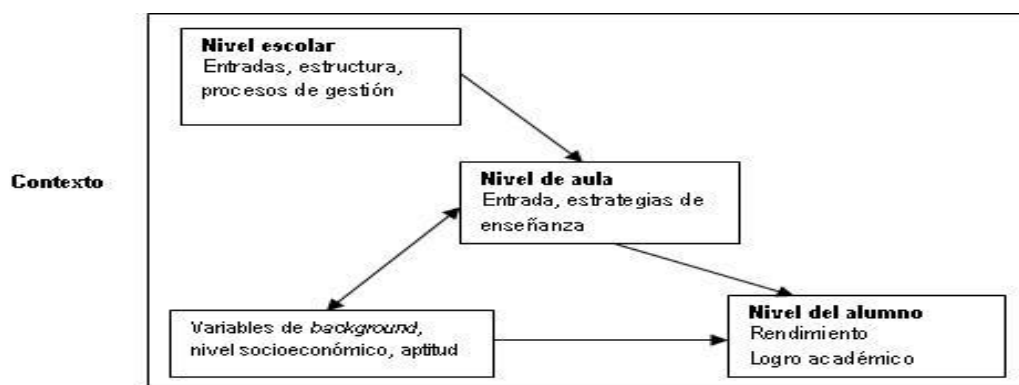 Nivel escolar
Entradas, estructura,
procesos de gestión
Contexto
Nivel de aula
Entrada, estrategias de
enseñanza
Variables de background,
nivel socioeconómico, aptitud
Nivel del alumno
Rendimiento
Logro académico